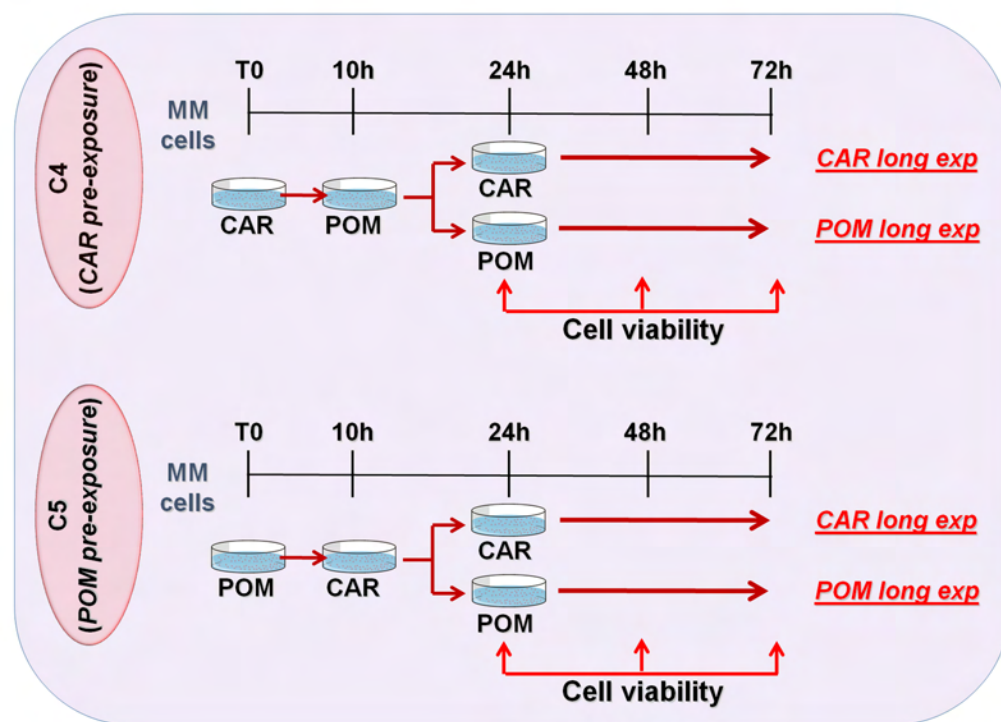 C4
(CAR pre-exposure)
T0 10h 24h 48h 72h
MM
cells
CAR POM CAR
POM
CAR long exp
POM long exp
Cell viability
C5
(POM pre-exposure)
T0 10h 24h 48h 72h
MM
cells
POM CAR CAR
POM
CAR long exp
POM long exp
Cell viability